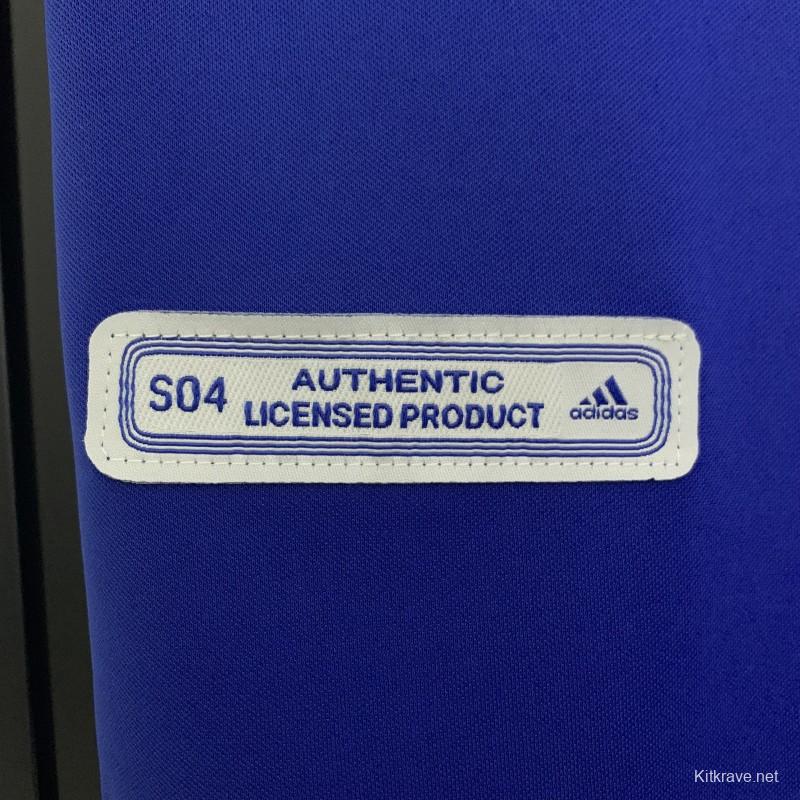 S04
AUTHENTIC
LICENSED PRODUCT
adidas
Kitkrave.net